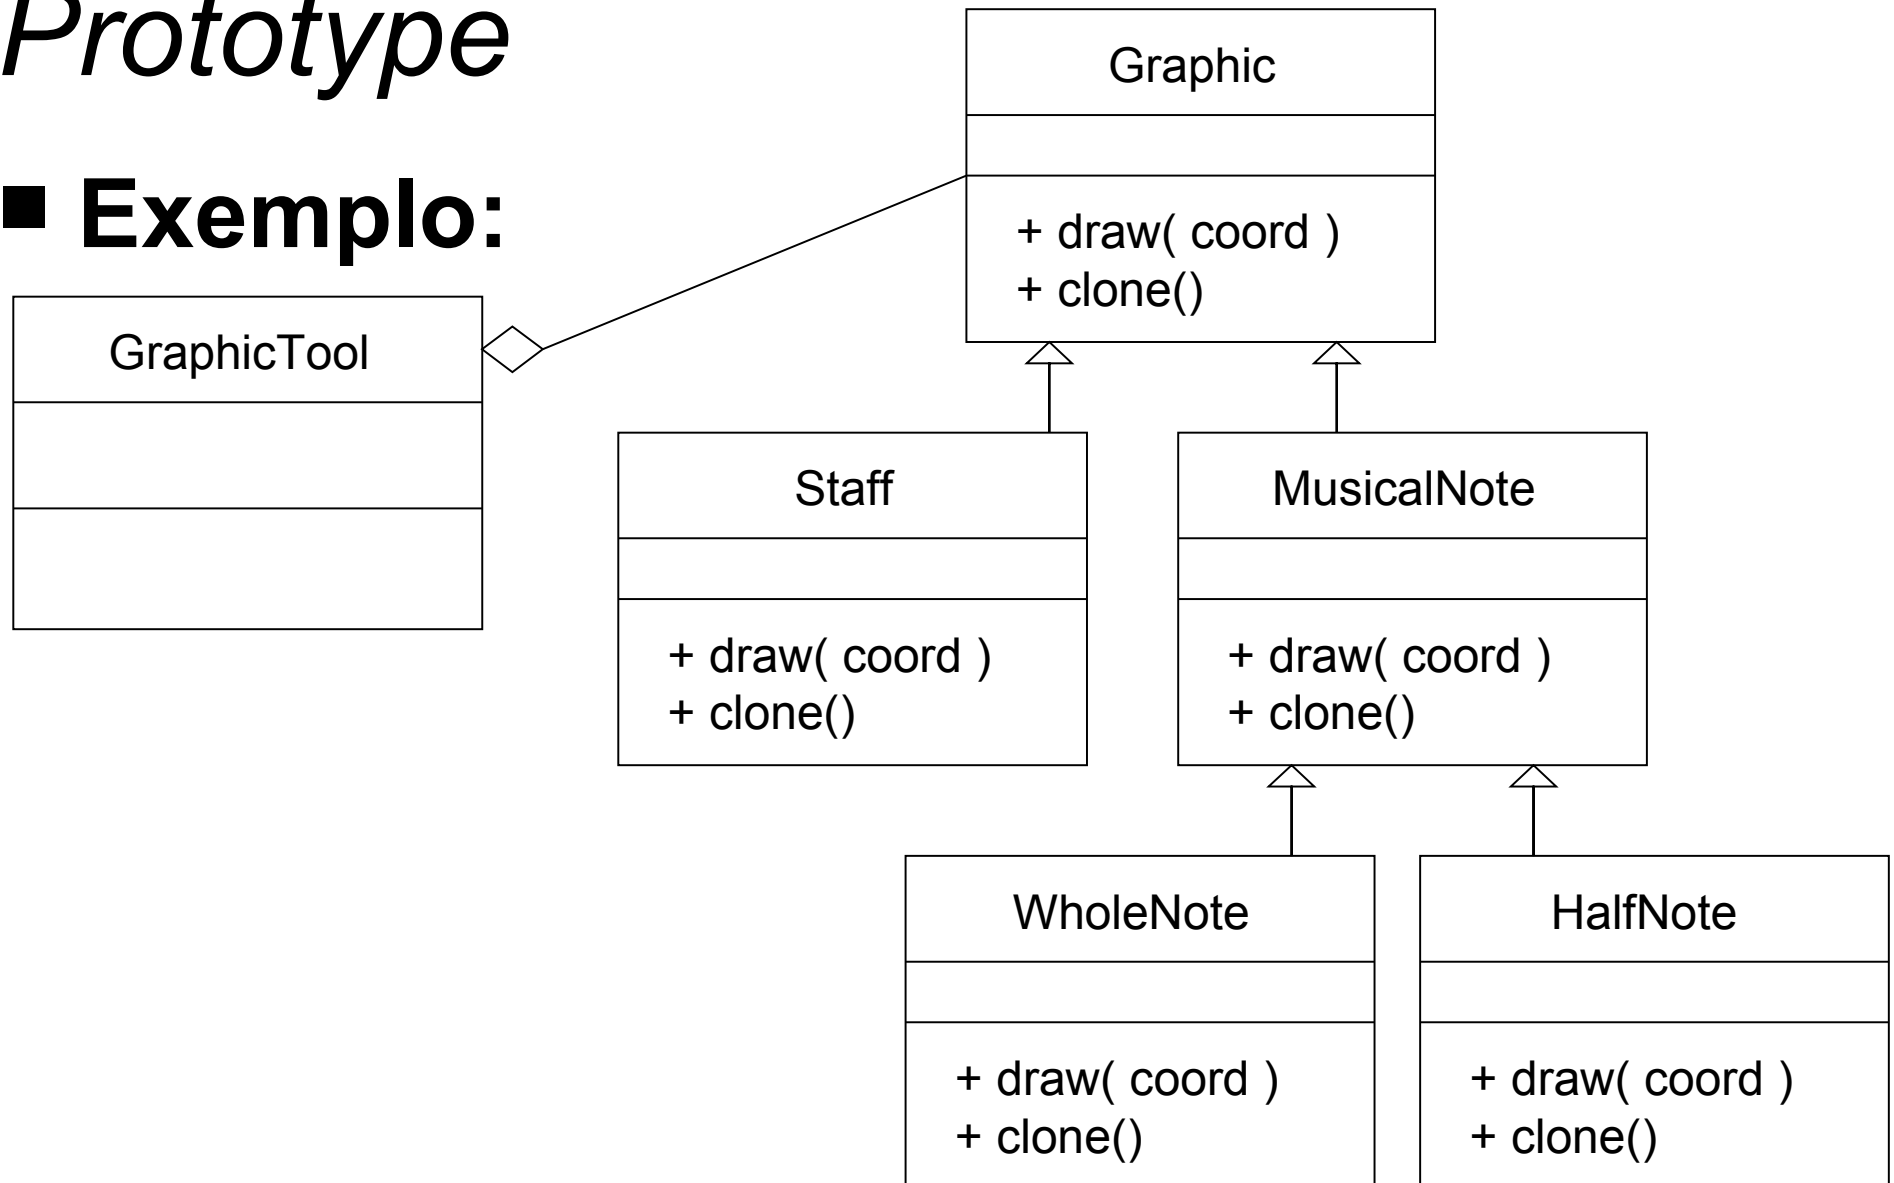 Prototype
Exemplo:
Graphic
+ draw( coord )
+ clone()
GraphicTool
Staff
+ draw( coord )
+ clone()
MusicalNote
+ draw( coord )
+ clone()
WholeNote
+ draw( coord )
+ clone()
HalfNote
+ draw( coord )
+ clone()